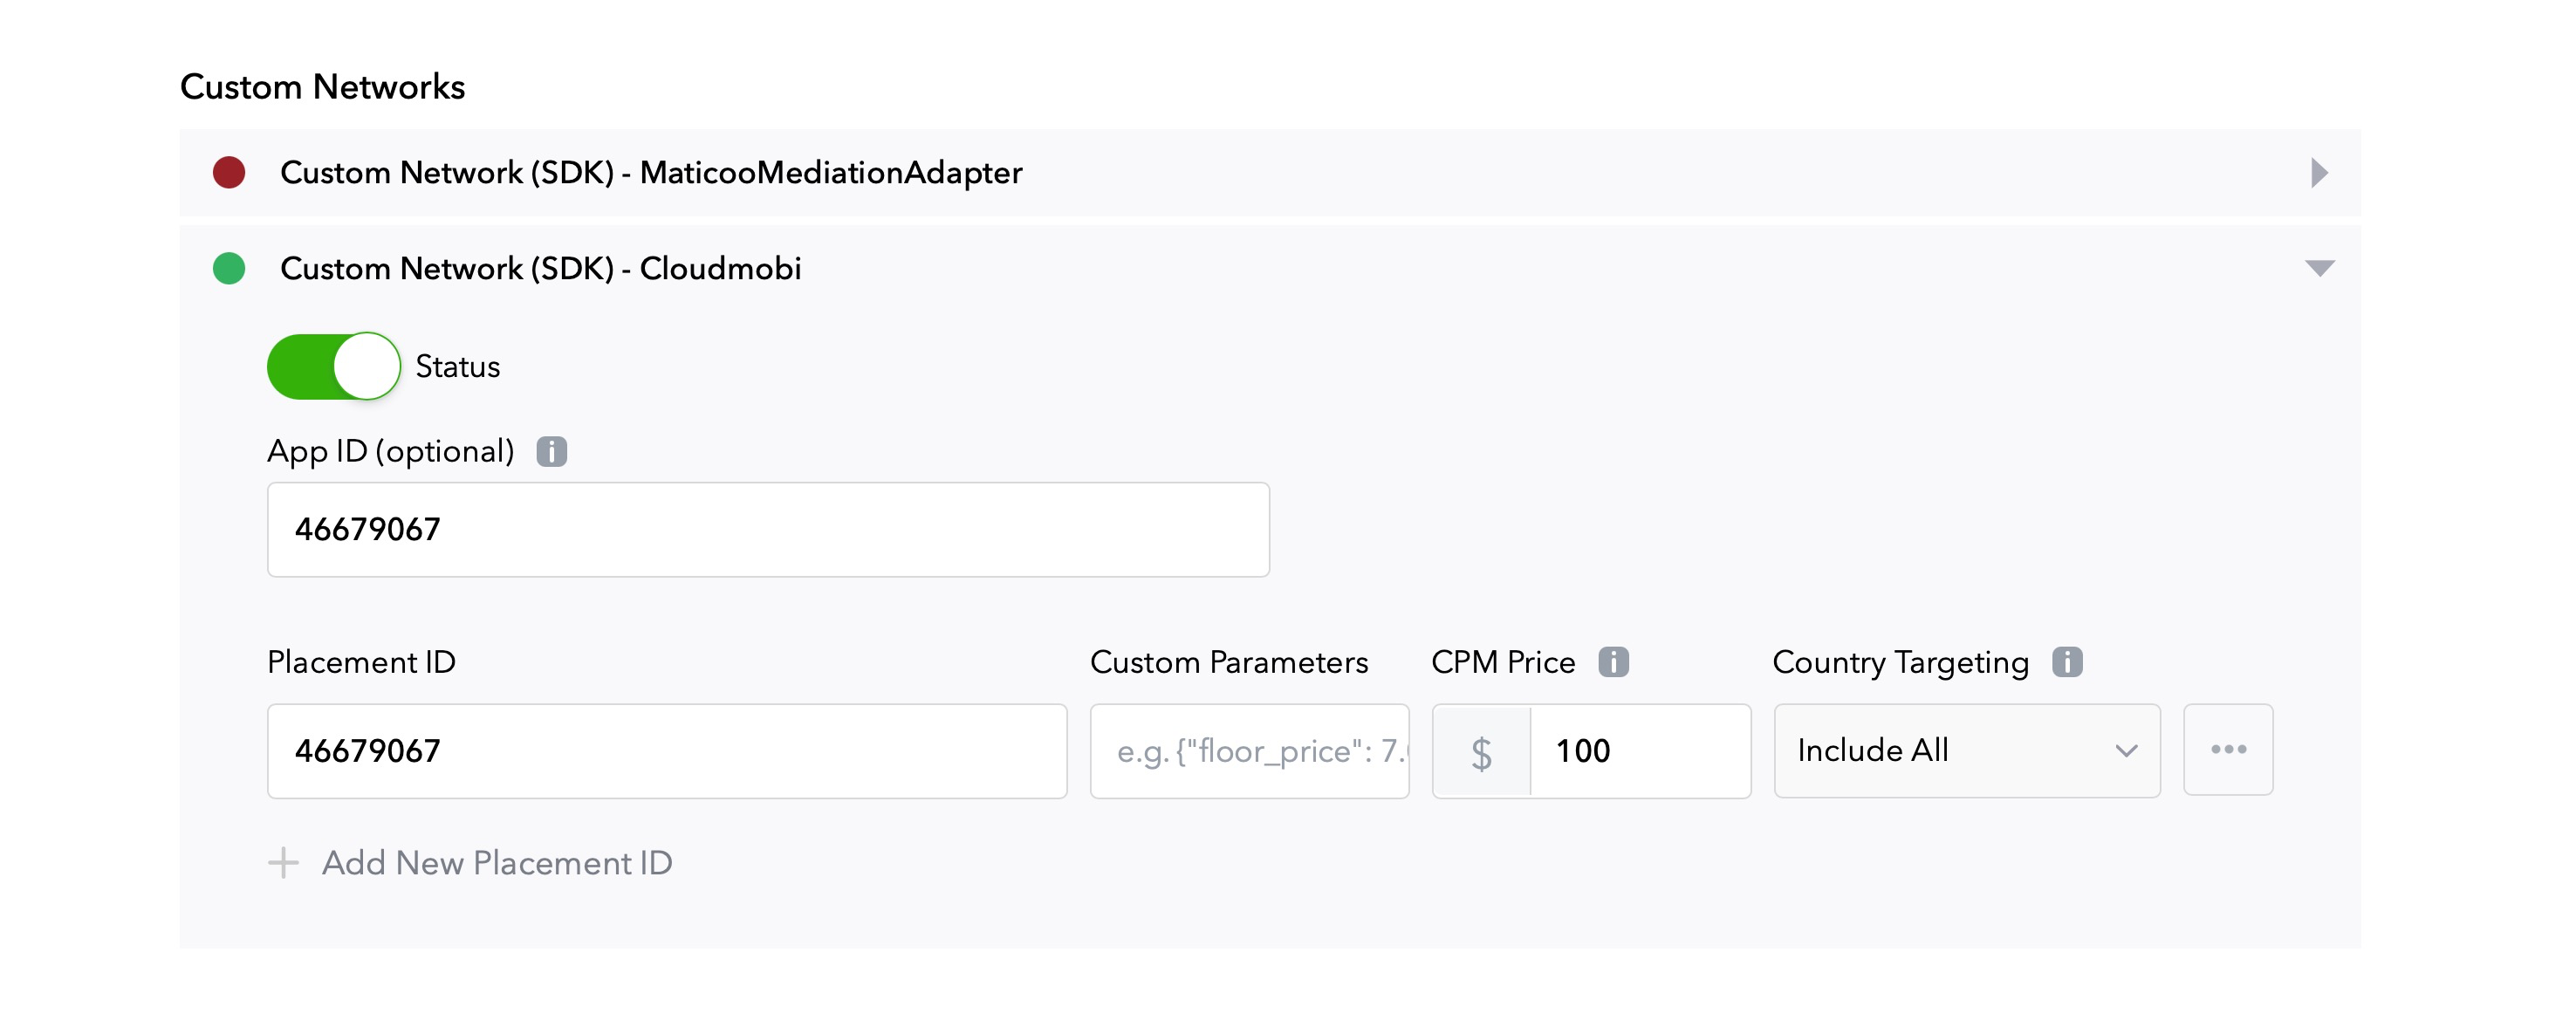 Custom Networks
Custom Network (SDK) - MaticooMediationAdapter
Custom Network (SDK) - Cloudmobi
Status
App ID (optional)
46679067
Placement ID Custom Parameters CPM Price Country Targeting
46679067 e.g. {"floor_price": 7. $ 100 Include All
Add New Placement ID